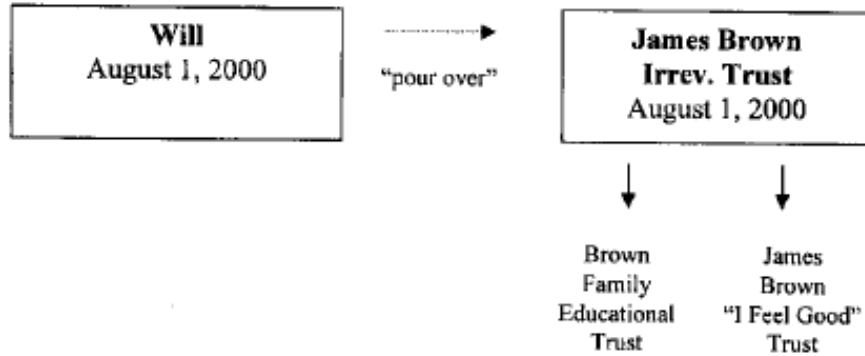 Will
August 1, 2000
"pour over"
James Brown
Irrev. Trust
August 1, 2000
Brown
Family
Educational
Trust
James
Brown
"I Feel Good"
Trust